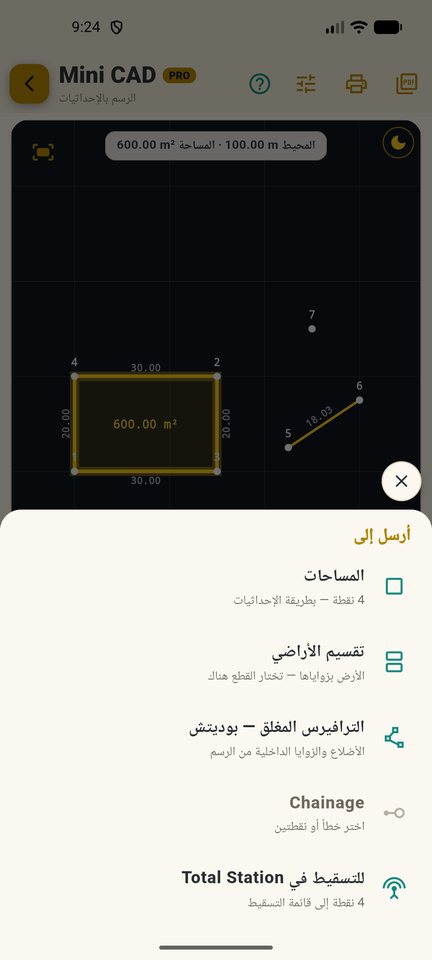 9:24
Mini CAD PRO
الرسم بالإحداثيات
PDF
المحيط 100.00 m · المساحة 600.00 m²
7
4
30.00
2
6
20.00
600.00 m²
20.00
18.03
5
1
3
30.00
أرسل إلى
المساحات
4 نقطة — بطريقة الإحداثيات
تقسيم الأراضي
الأرض بزواياها — تختار القطع هناك
الترافيرس المغلق — بوديتش
الأضلاع والزوايا الداخلية من الرسم
Chainage
اختر خطاً أو نقطتين
للتسقيط في Total Station
4 نقطة إلى قائمة التسقيط